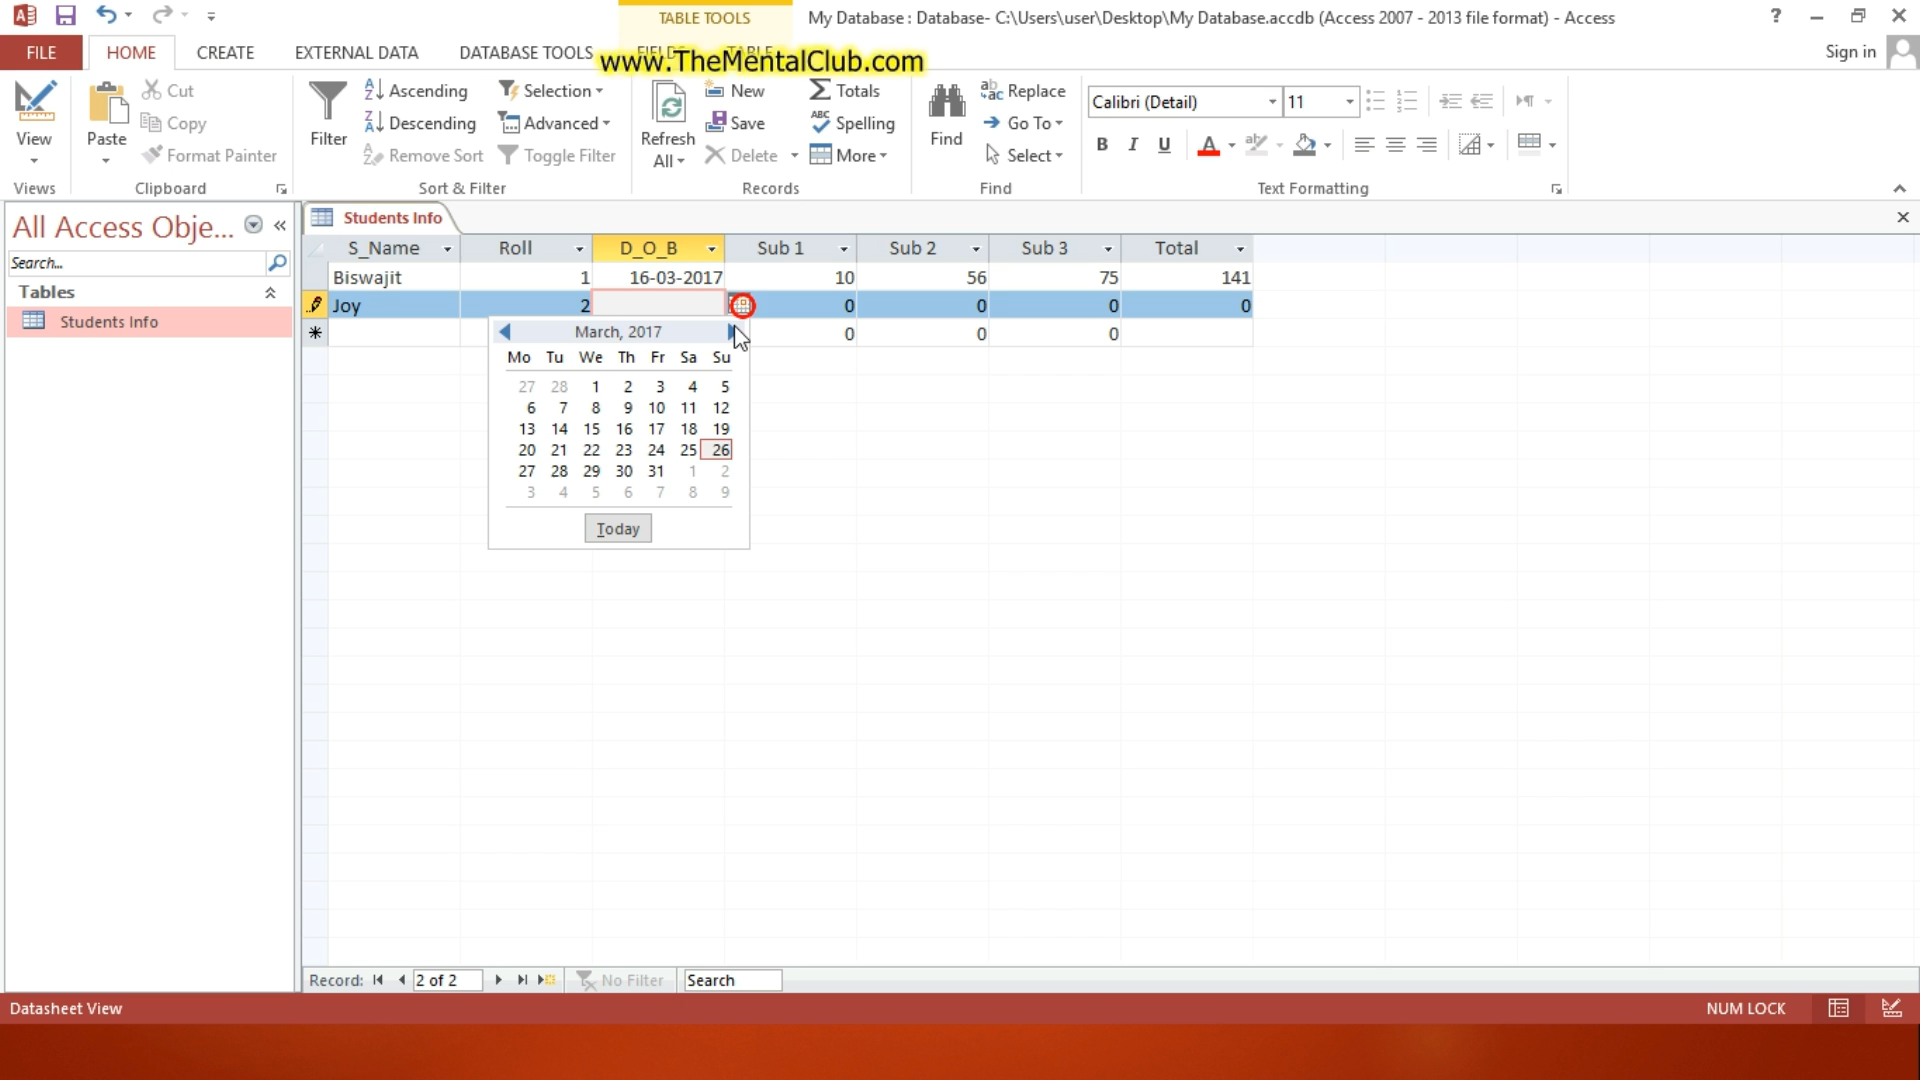 TABLE TOOLS
My Database : Database- C:\Users\user\Desktop\My Database.accdb (Access 2007 - 2013 file format) - Access
?
FILE HOME CREATE EXTERNAL DATA DATABASE TOOLS FIELDS TABLE
Sign in
www.TheMentalClub.com
View
Views
Paste
Cut
Copy
Format Painter
Clipboard
Filter
Ascending
Descending
Remove Sort
Selection
Advanced
Toggle Filter
Sort & Filter
Refresh
All
New
Save
Delete
Totals
Spelling
More
Records
Find
Replace
Go To
Select
Find
Calibri (Detail) 11
B I U
Text Formatting
All Access Obje...
Search...
Tables
Students Info
Students Info
S_Name Roll D_O_B Sub 1 Sub 2 Sub 3 Total
Biswajit 1 16-03-2017 10 56 75 141
Joy 2 0 0 0 0
0 0 0
March, 2017
Mo Tu We Th Fr Sa Su
27 28 1 2 3 4 5
6 7 8 9 10 11 12
13 14 15 16 17 18 19
20 21 22 23 24 25 26
27 28 29 30 31 1 2
3 4 5 6 7 8 9
Today
Record: 2 of 2 No Filter Search
Datasheet View
NUM LOCK